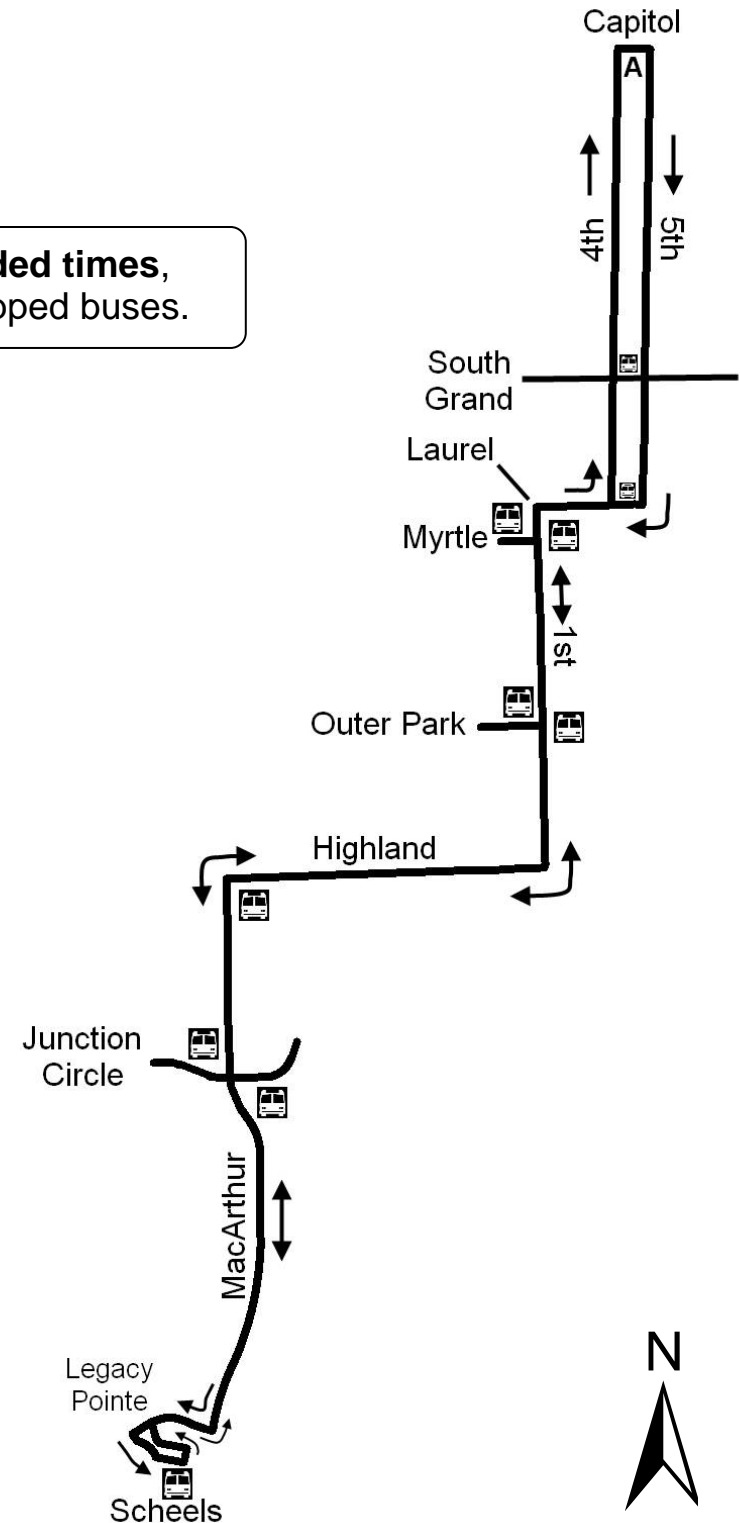 Capitol
A
4th
5th
ded times,
pped buses.
South
Grand
Laurel
Myrtle
1st
Outer Park
Highland
Junction
Circle
MacArthur
Legacy
Pointe
Scheels
N